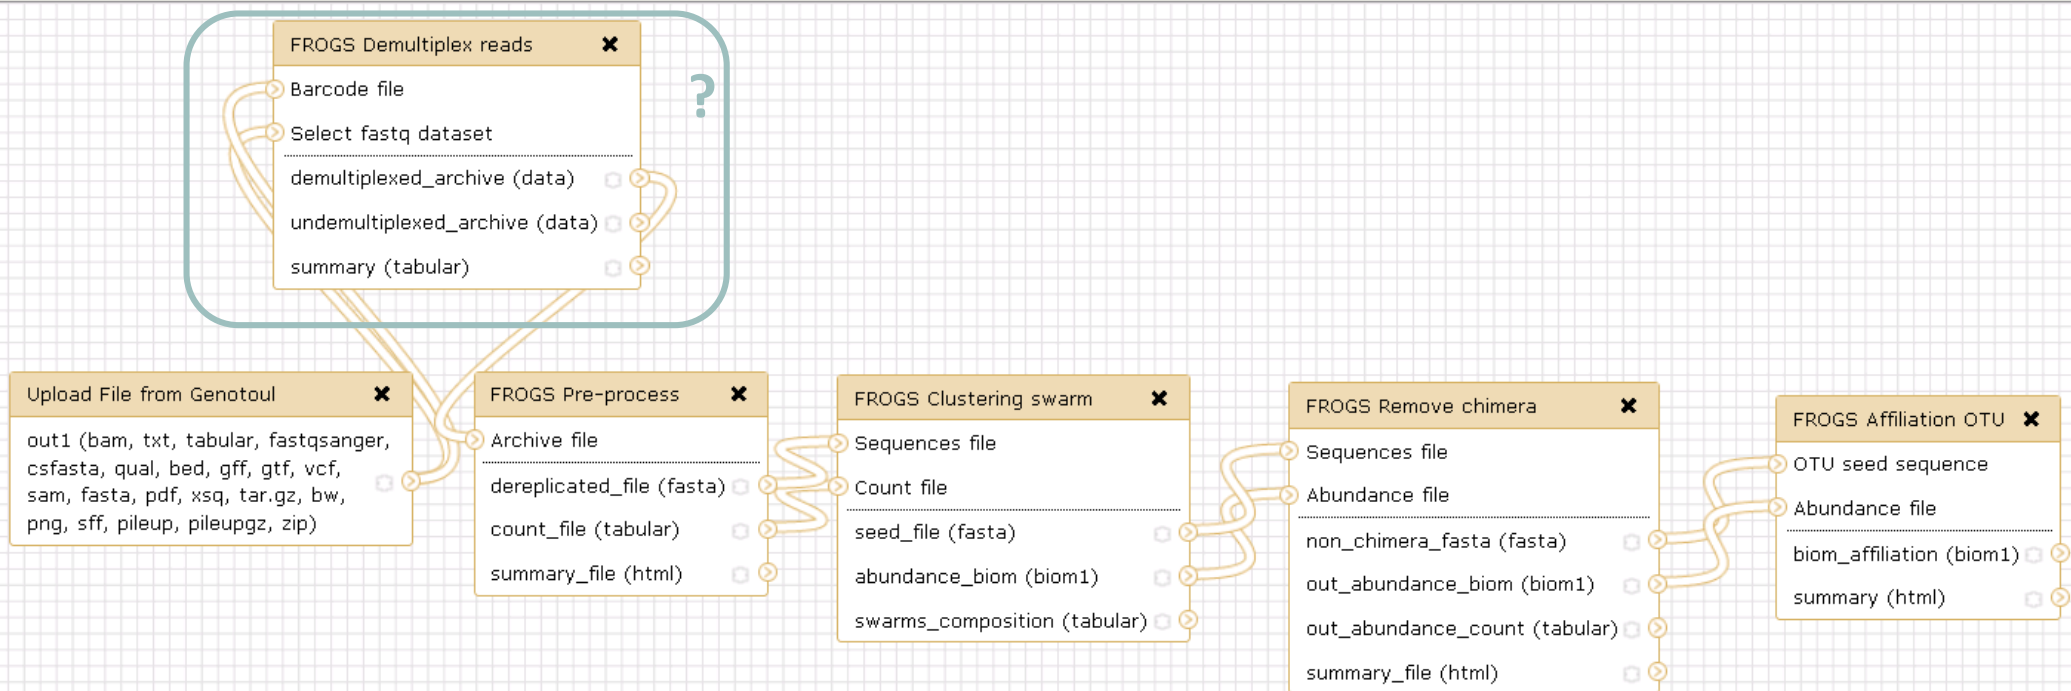 FROGS Demultiplex reads
Barcode file
?
Select fastq dataset
demultiplexed_archive (data)
undemultiplexed_archive (data)
summary (tabular)
Upload File from Genotoul
out1 (bam, txt, tabular, fastqsanger,
csfasta, qual, bed, gff, gtf, vcf,
sam, fasta, pdf, xsq, tar.gz, bw,
png, sff, pileup, pileupgz, zip)
FROGS Pre-process
Archive file
dereplicated_file (fasta)
count_file (tabular)
summary_file (html)
FROGS Clustering swarm
Sequences file
Count file
seed_file (fasta)
abundance_biom (biom1)
swarms_composition (tabular)
FROGS Remove chimera
Sequences file
Abundance file
non_chimera_fasta (fasta)
out_abundance_biom (biom1)
out_abundance_count (tabular)
summary_file (html)
FROGS Affiliation OTU
OTU seed sequence
Abundance file
biom_affiliation (biom1)
summary (html)